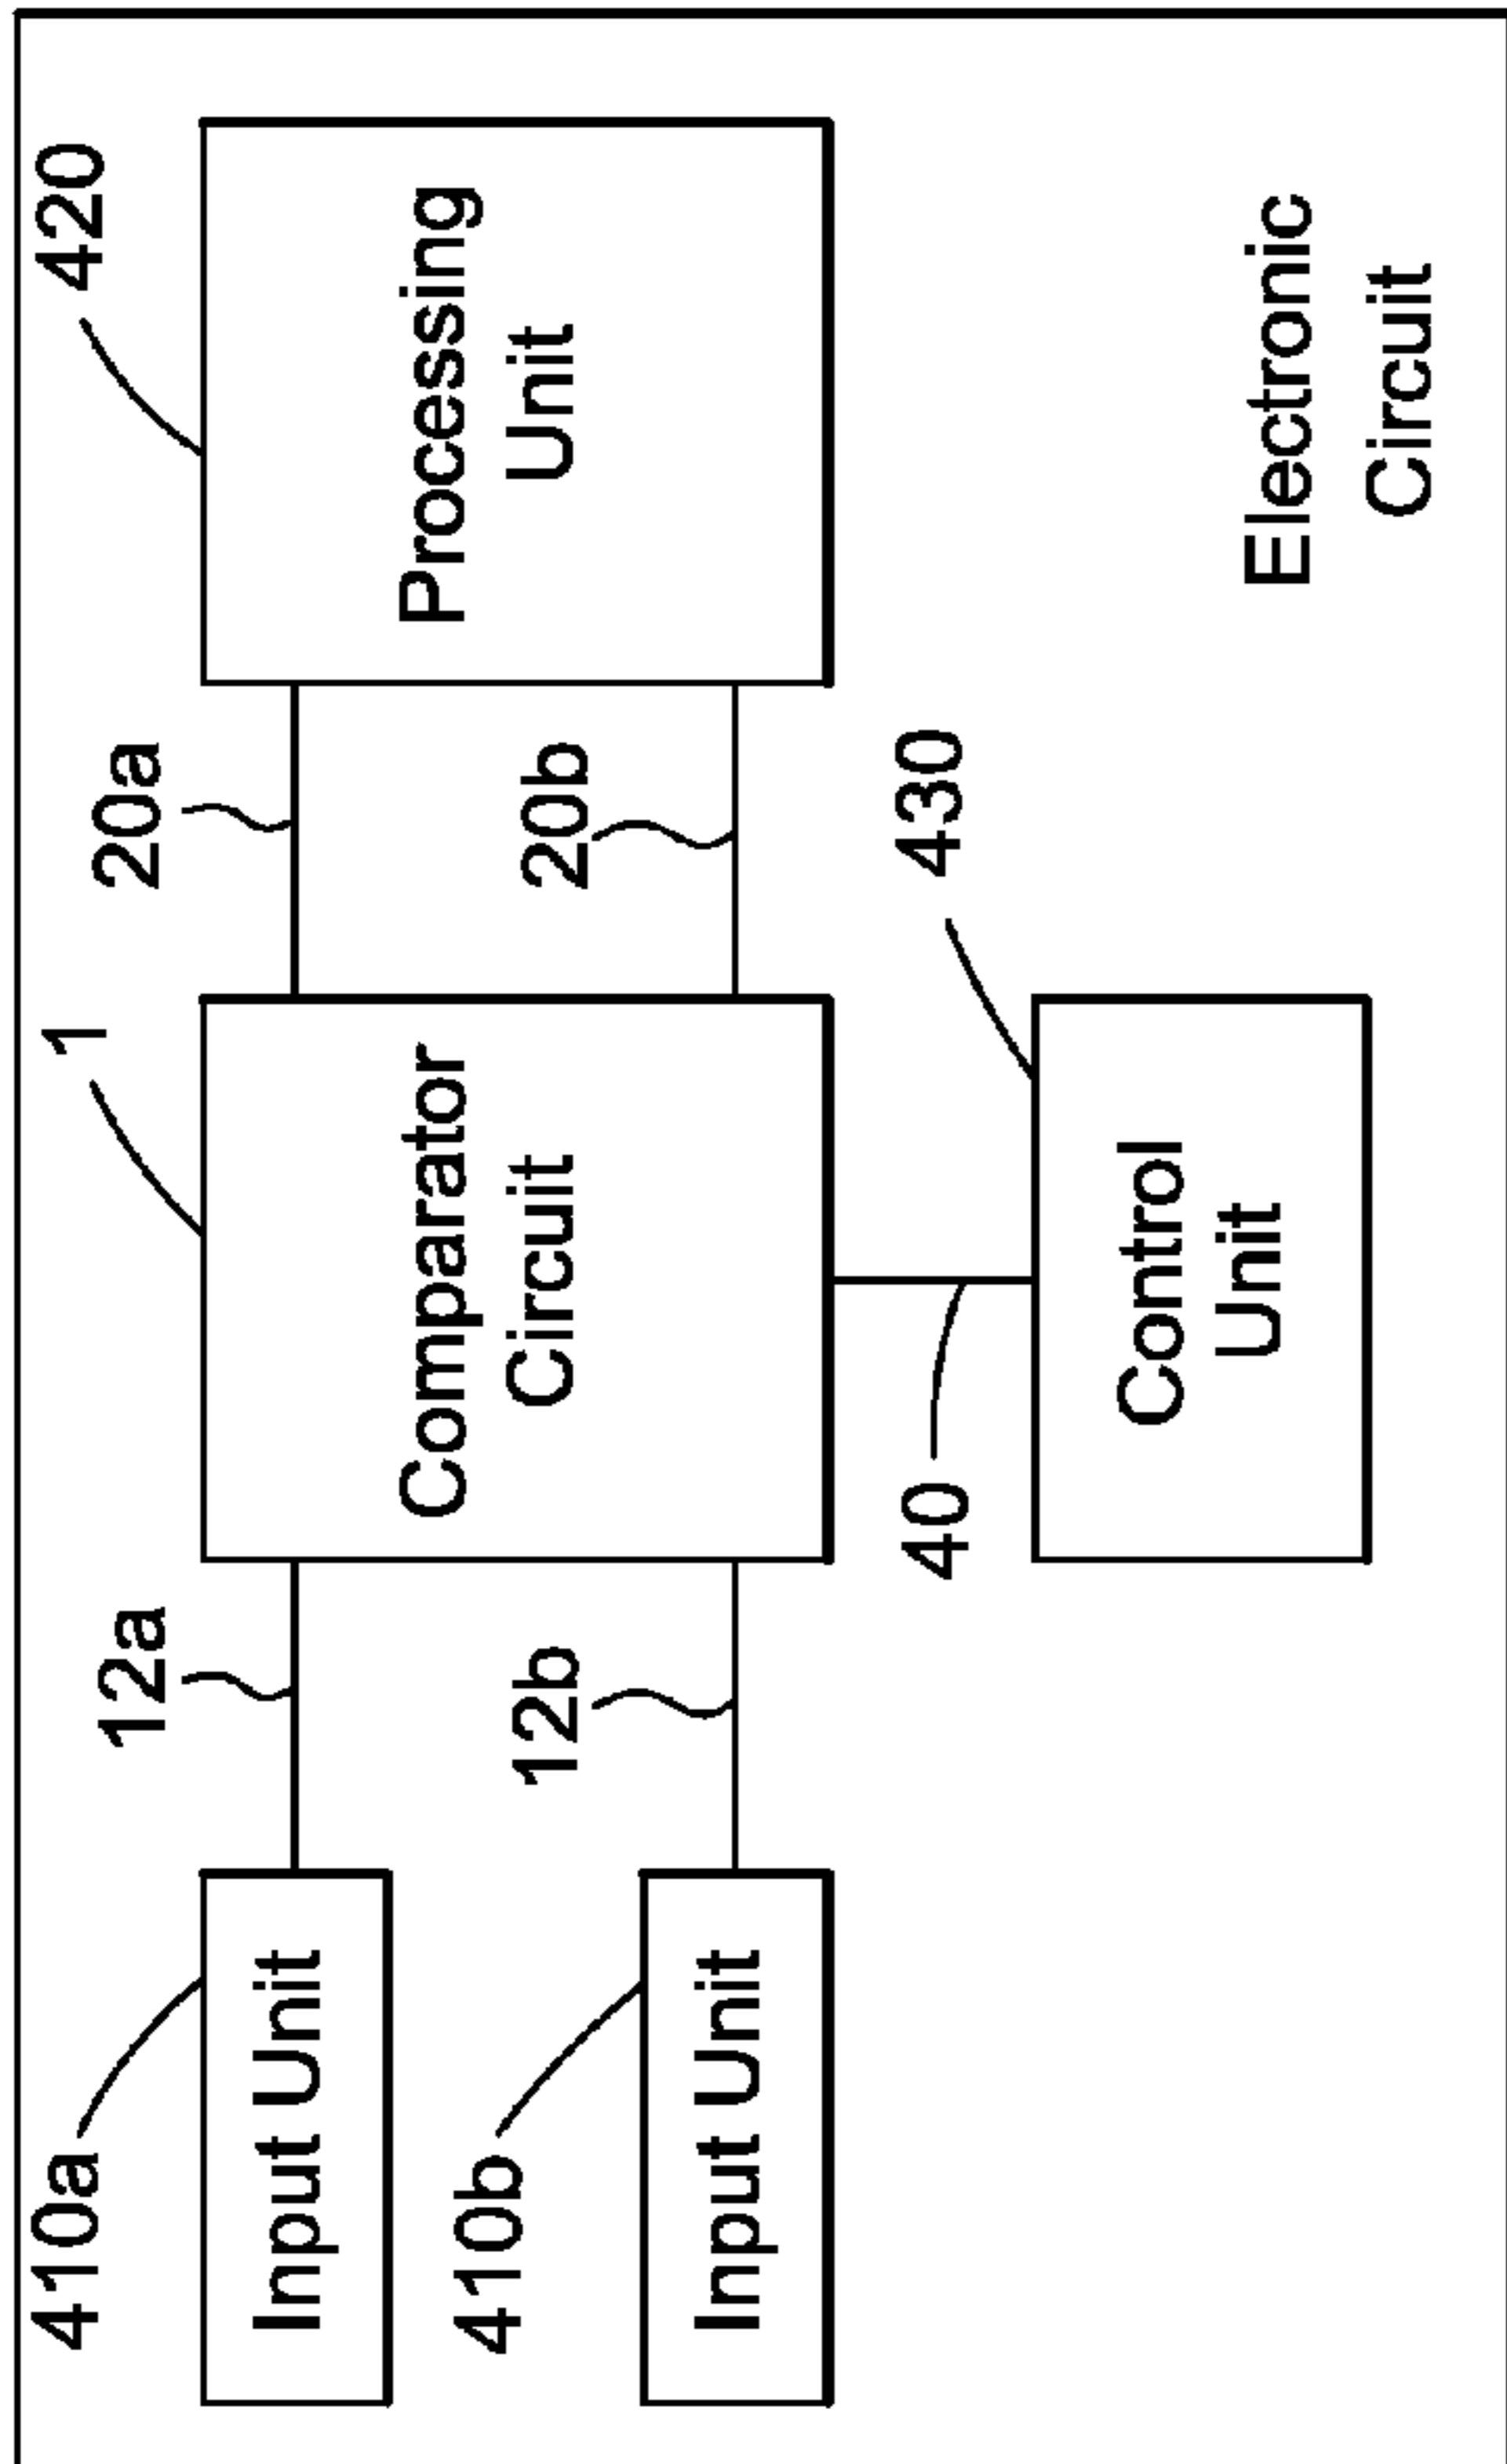 410a
12a
1
20a
420
Input Unit
Comparator
Circuit
Processing
Unit
410b
12b
20b
Input Unit
40
430
Control
Unit
Electronic
Circuit